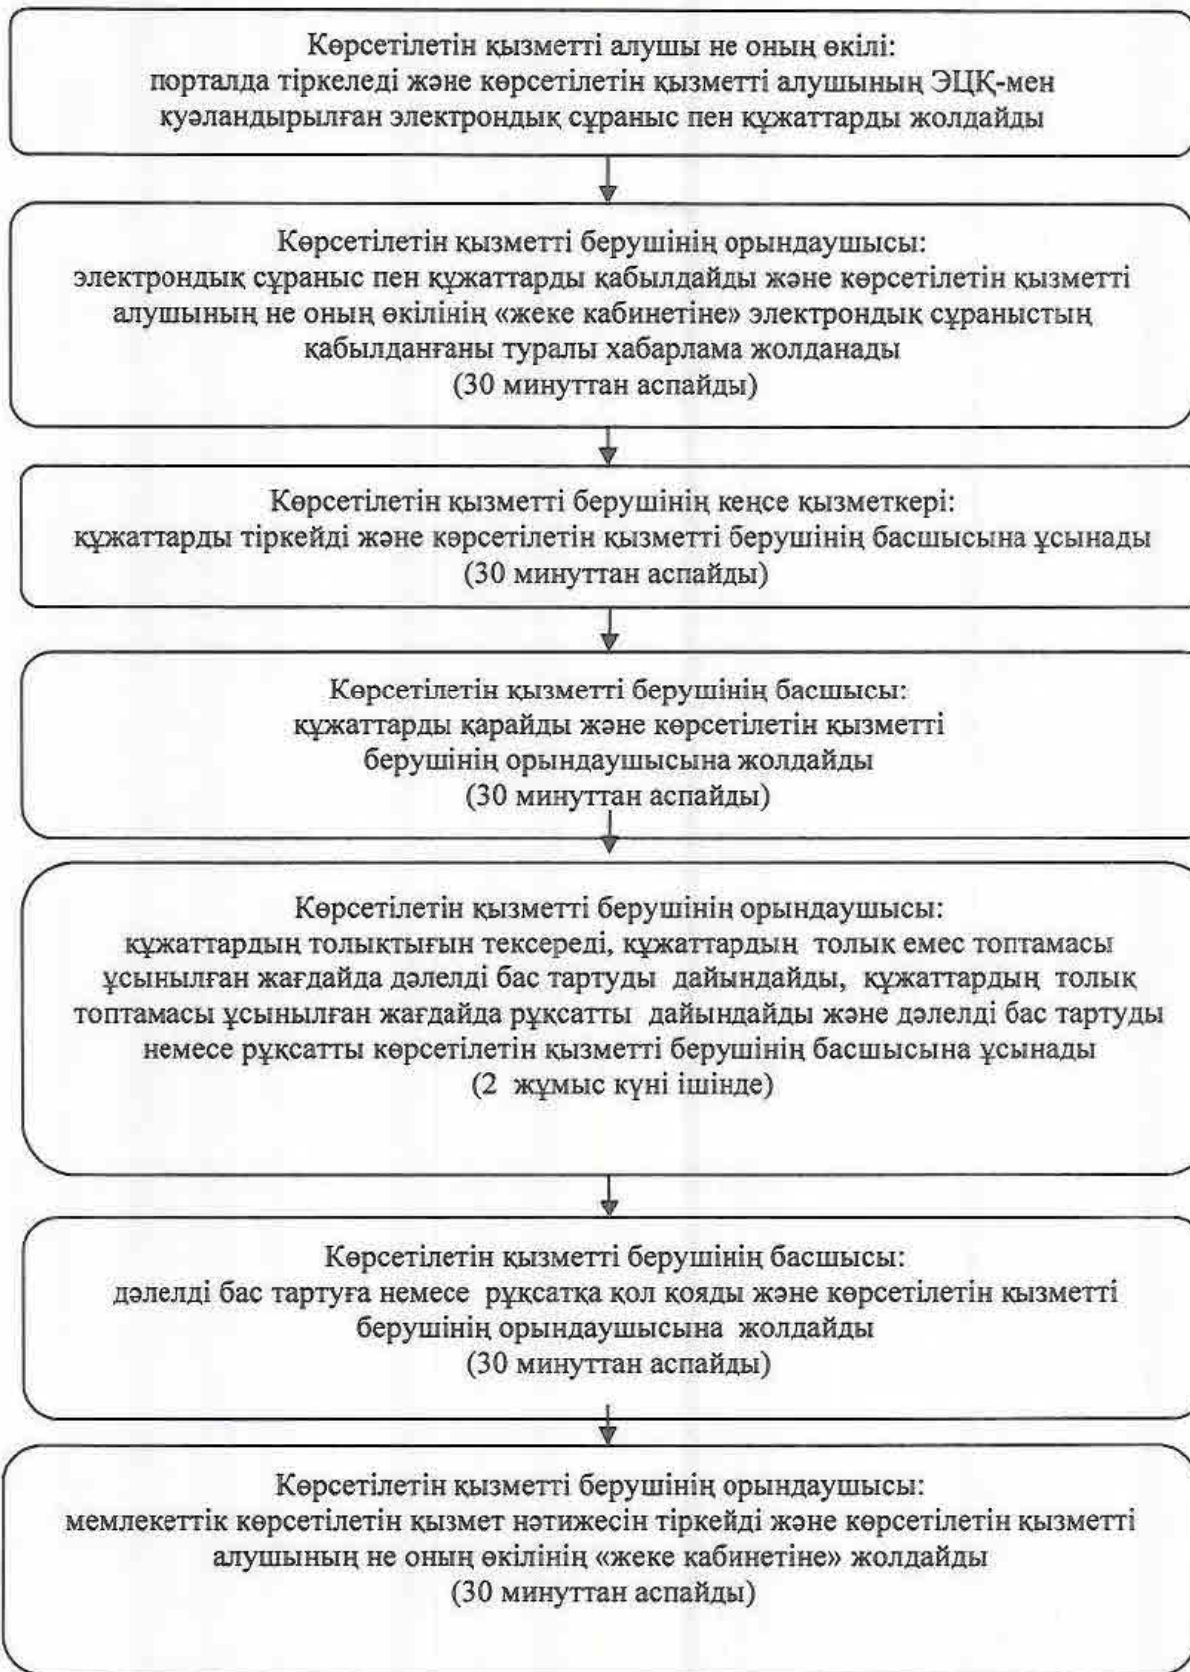 Көрсетілетін қызметті алушы не оның өкілі:
порталда тіркеледі және көрсетілетін қызметті алушының ЭЦҚ-мен
куәландырылған электрондық сұраныс пен құжаттарды жолдайды
Көрсетілетін қызметті берушінің орындаушысы:
электрондық сұраныс пен құжаттарды қабылдайды және көрсетілетін қызметті
алушының не оның өкілінің «жеке кабинетіне» электрондық сұраныстың
қабылданғаны туралы хабарлама жолданады
(30 минуттан аспайды)
Көрсетілетін қызметті берушінің кеңсе қызметкері:
құжаттарды тіркейді және көрсетілетін қызметті берушінің басшысына ұсынады
(30 минуттан аспайды)
Көрсетілетін қызметті берушінің басшысы:
құжаттарды қарайды және көрсетілетін қызметті
берушінің орындаушысына жолдайды
(30 минуттан аспайды)
Көрсетілетін қызметті берушінің орындаушысы:
құжаттардың толықтығын тексереді, құжаттардың толық емес топтамасы
ұсынылған жағдайда дәлелді бас тартуды дайындайды, құжаттардың толық
топтамасы ұсынылған жағдайда рұқсатты дайындайды және дәлелді бас тартуды
немесе рұқсатты көрсетілетін қызметті берушінің басшысына ұсынады
(2 жұмыс күні ішінде)
Көрсетілетін қызметті берушінің басшысы:
дәлелді бас тартуға немесе рұқсатқа қол қояды және көрсетілетін қызметті
берушінің орындаушысына жолдайды
(30 минуттан аспайды)
Көрсетілетін қызметті берушінің орындаушысы:
мемлекеттік көрсетілетін қызмет нәтижесін тіркейді және көрсетілетін қызметті
алушының не оның өкілінің «жеке кабинетіне» жолдайды
(30 минуттан аспайды)